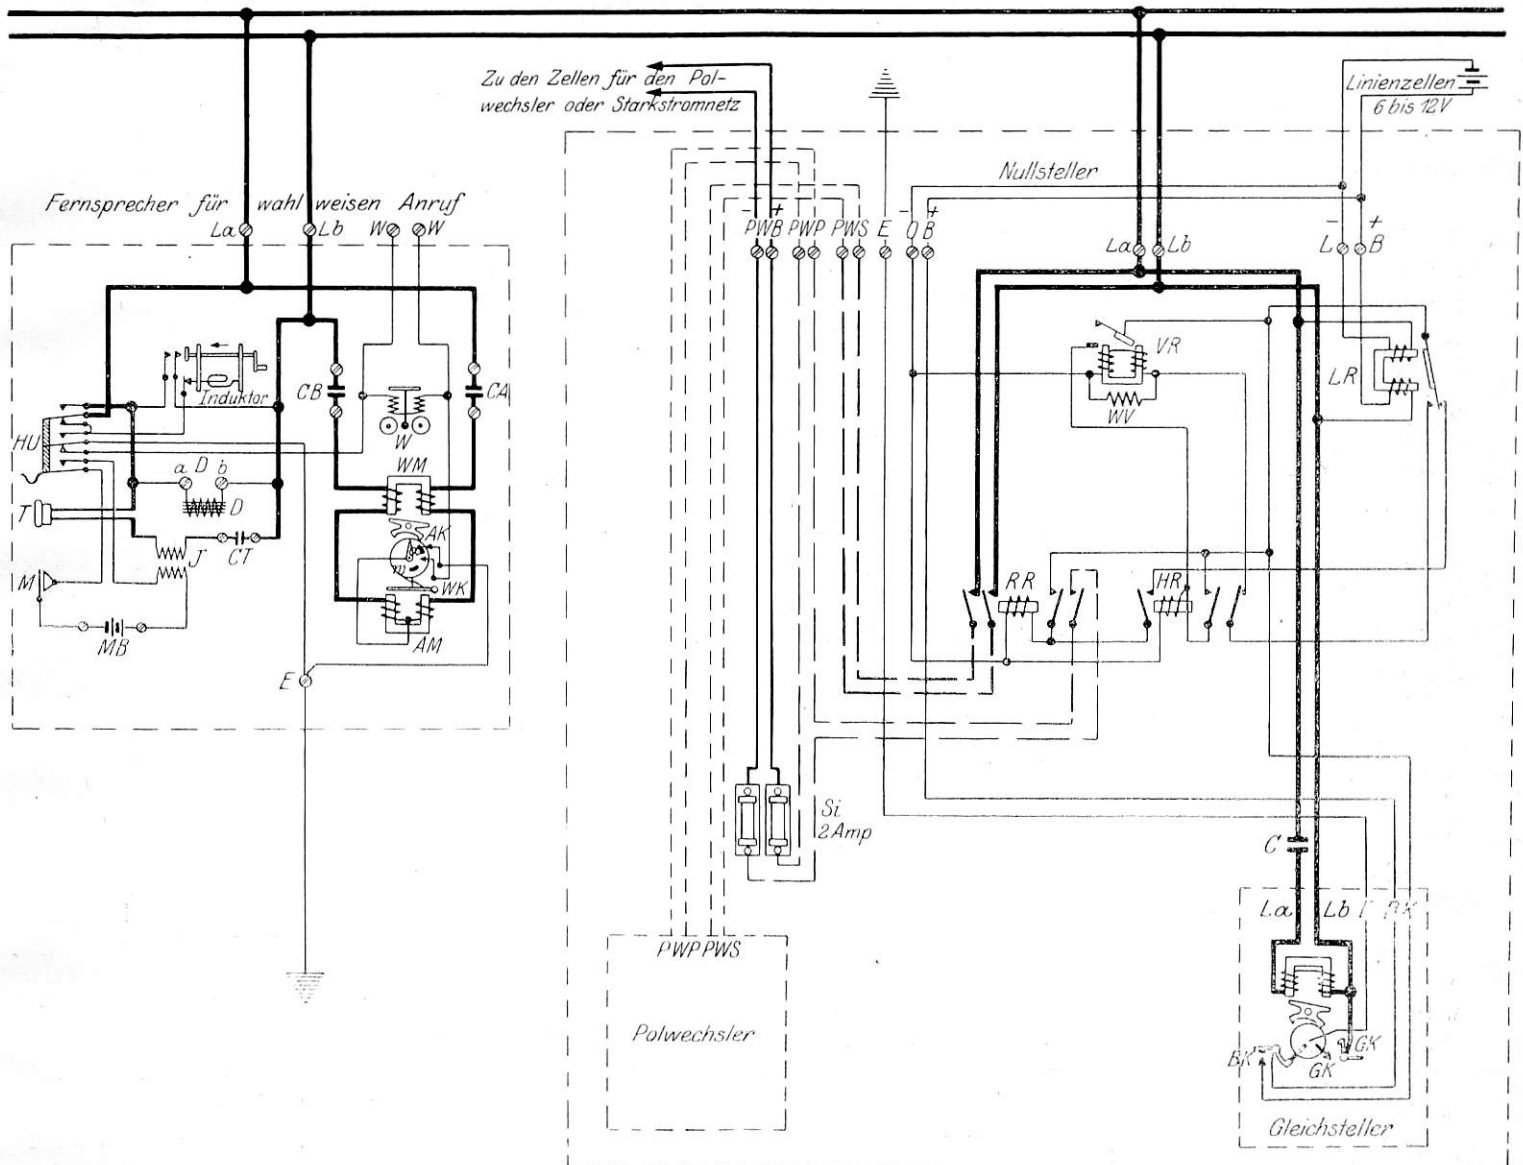 Zu den Zellen für den Pol-
wechsler oder Starkstromnetz
Linienzellen
6 bis 12V
Nullsteller
Fernsprecher für wahlweisen Anruf
La Lb W W
- + - +
PWB PWP PWS E O B
La Lb
- +
L B
VR
LR
WV
Induktor
CB CA
HU
W
WM
a D b
D
T
AK
m
J CT
WK
M
MB
AM
E
RR HR
Si
2 Amp
C
La Lb
PWP PWS
Polwechsler
BK GK GK
Gleichsteller